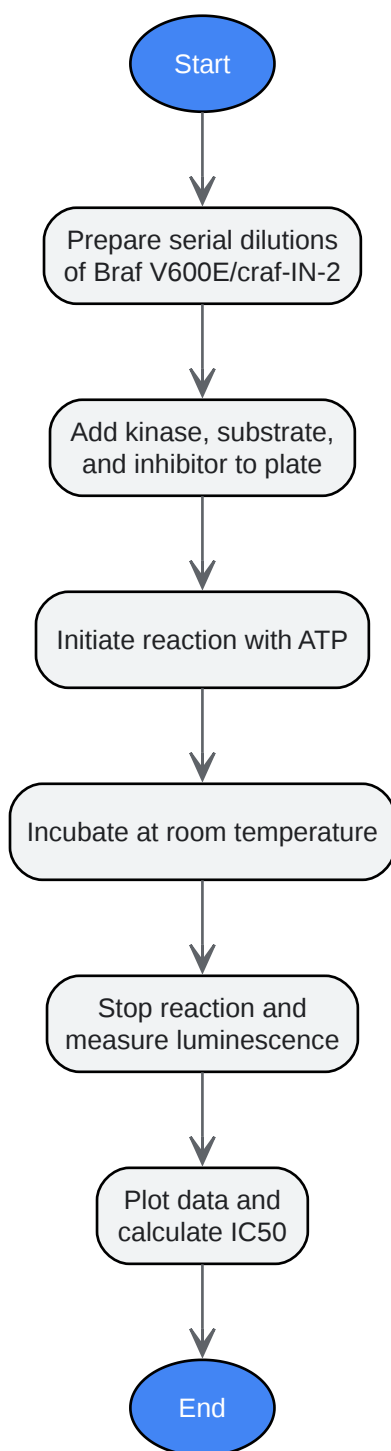 Start
Prepare serial dilutions
of Braf V600E/craf-IN-2
Add kinase, substrate,
and inhibitor to plate
Initiate reaction with ATP
Incubate at room temperature
Stop reaction and
measure luminescence
Plot data and
calculate IC50
End